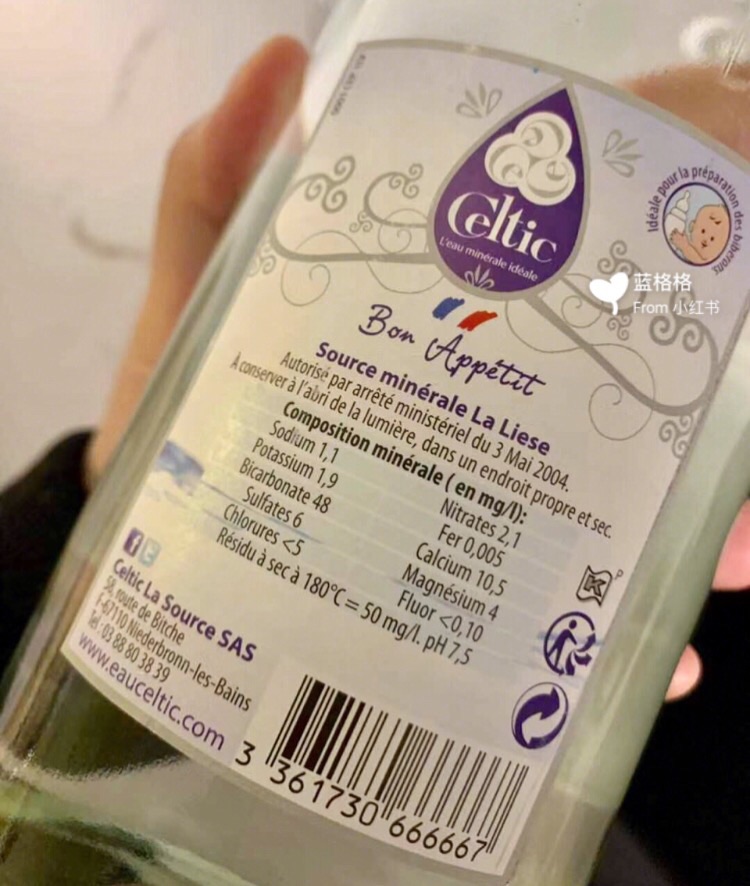 Celtic
L'eau minérale idéale
Idéale pour la préparation des biberons
蓝格格
From 小红书
Bon Appétit
Source minérale La Liese
Autorisé par arrêté ministériel du 3 Mai 2004.
À conserver à l'abri de la lumière, dans un endroit propre et sec.
Composition minérale ( en mg/l):
Sodium 1,1
Potassium 1,9
Bicarbonate 48
Sulfates 6
Chlorures <5
Nitrates 2,1
Fer 0,005
Calcium 10,5
Magnésium 4
Fluor <0,10
Résidu à sec à 180°C = 50 mg/l. pH 7,5
K
P
f t
Celtic La Source SAS
58, route de Bitche
F-67110 Niederbronn-les-Bains
Tél : 03 88 80 38 39
www.eauceltic.com
3 361730 666667